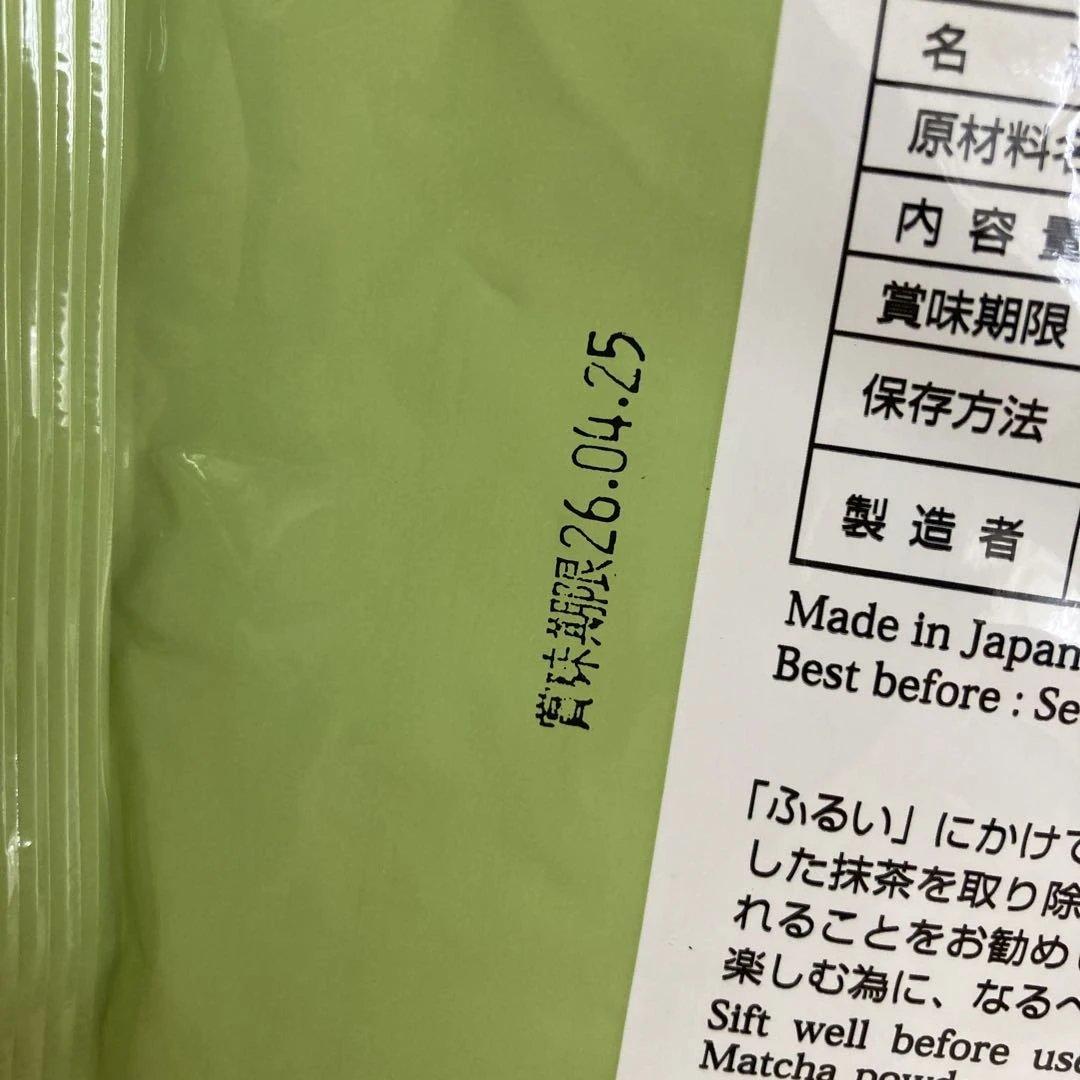 賞味期限26.04.25
名
原材料名
内容量
賞味期限
保存方法
製造者
Made in Japan
Best before : Se
「ふるい」にかけて
した抹茶を取り除
れることをお勧めし
楽しむ為に、なるべ
Sift well before use
Matcha powd